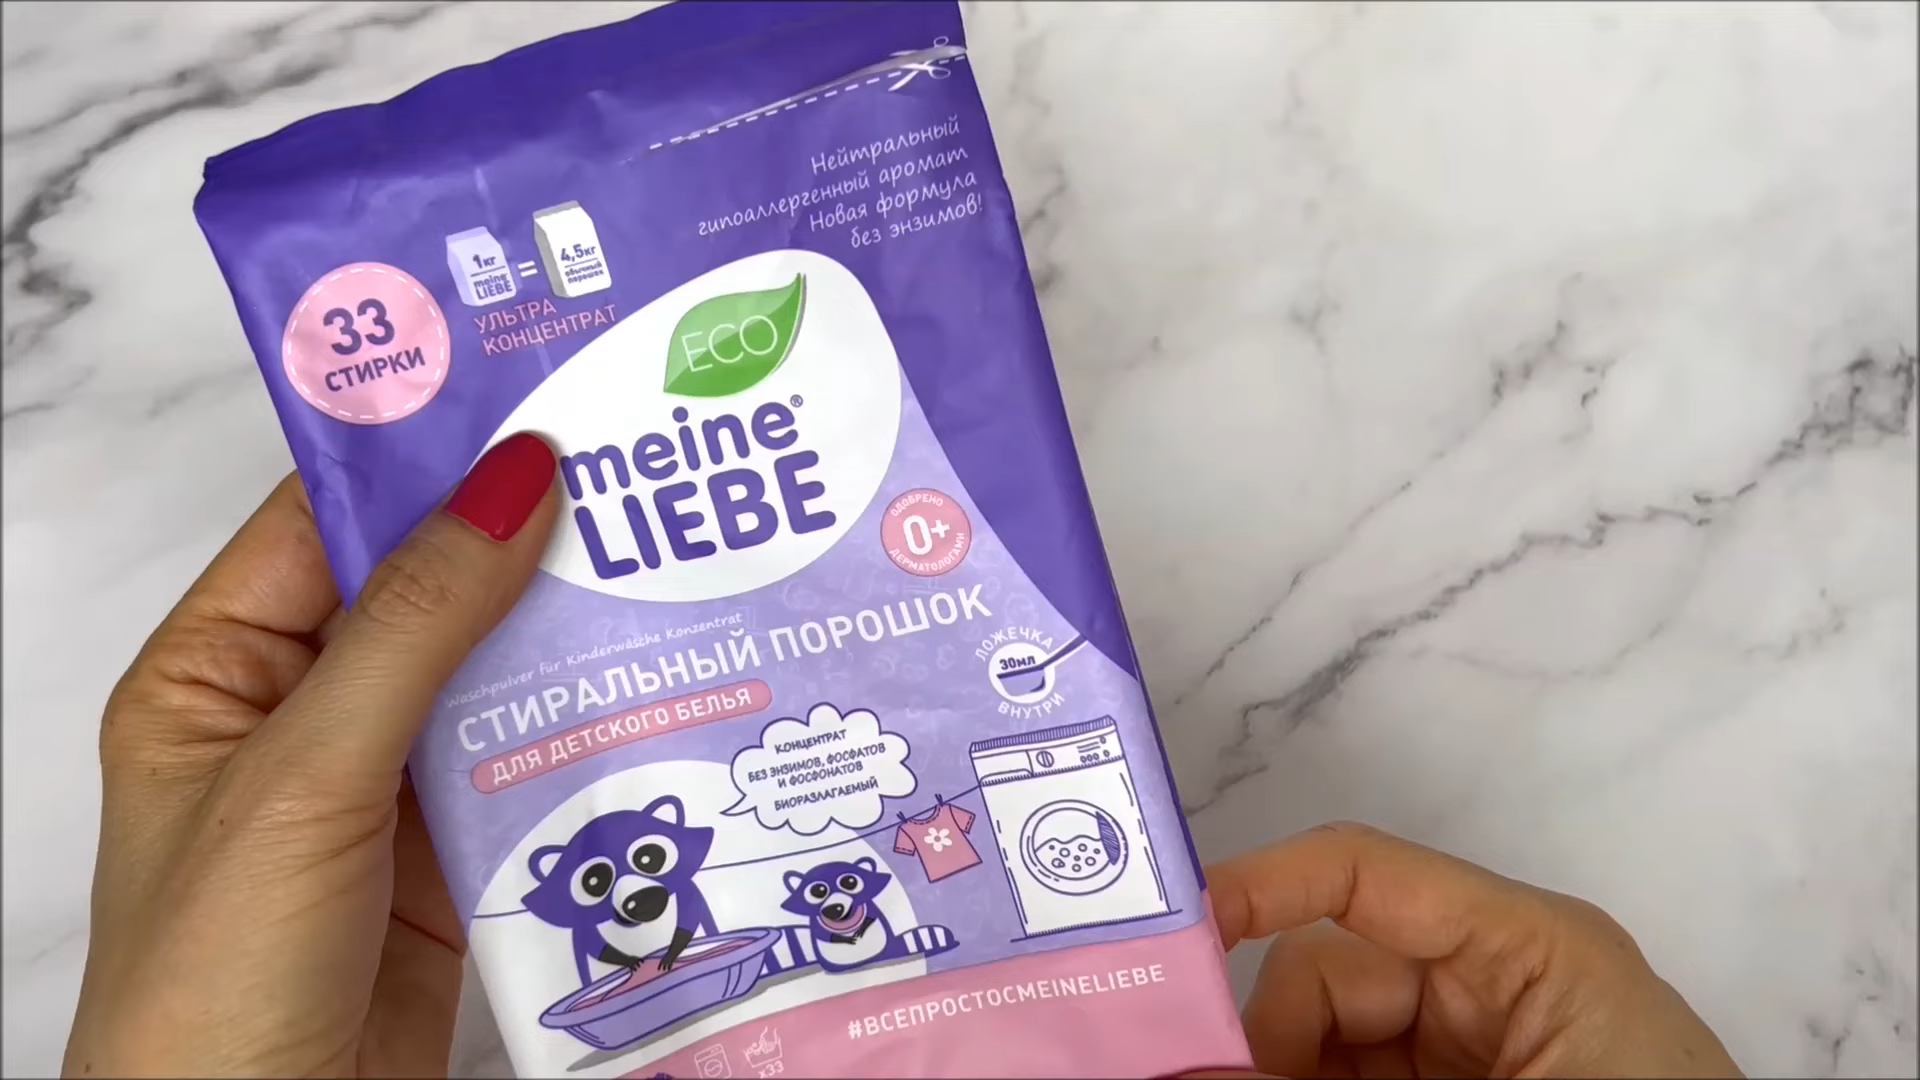 Нейтральный
гипоаллергенный аромат
Новая формула
без энзимов!
1кг
meine
LIEBE
=
4,5кг
обычный
порошок
УЛЬТРА
КОНЦЕНТРАТ
33
СТИРКИ
ECO
meine®
LIEBE
ОДОБРЕНО
0+
ДЕРМАТОЛОГАМИ
Waschpulver für Kinderwäsche Konzentrat
СТИРАЛЬНЫЙ ПОРОШОК
ДЛЯ ДЕТСКОГО БЕЛЬЯ
ЛОЖЕЧКА
30мл
ВНУТРИ
КОНЦЕНТРАТ
БЕЗ ЭНЗИМОВ, ФОСФАТОВ
И ФОСФОНАТОВ
БИОРАЗЛАГАЕМЫЙ
#ВСЕПРОСТОСMEINELIEBE
x33